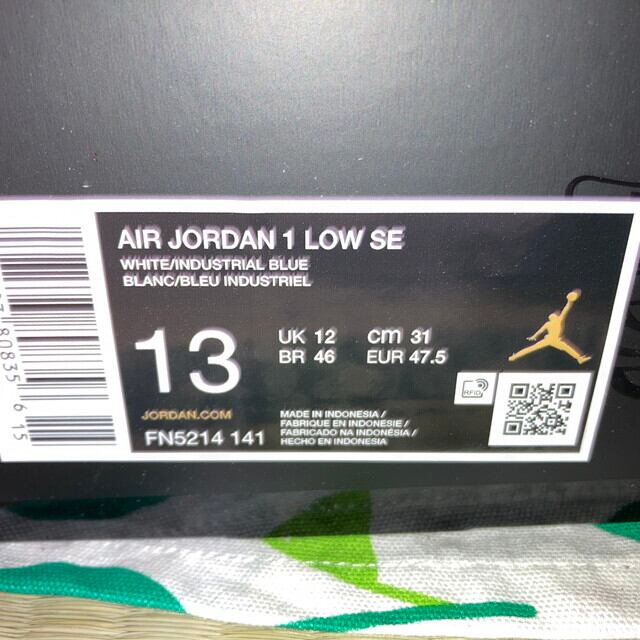 AIR JORDAN 1 LOW SE
WHITE/INDUSTRIAL BLUE
BLANC/BLEU INDUSTRIEL
13
UK 12 cm 31
BR 46 EUR 47.5
RFID
JORDAN.COM
FN5214 141
MADE IN INDONESIA /
FABRIQUE EN INDONESIE /
FABRICADO NA INDONÉSIA /
HECHO EN INDONESIA
80835 615